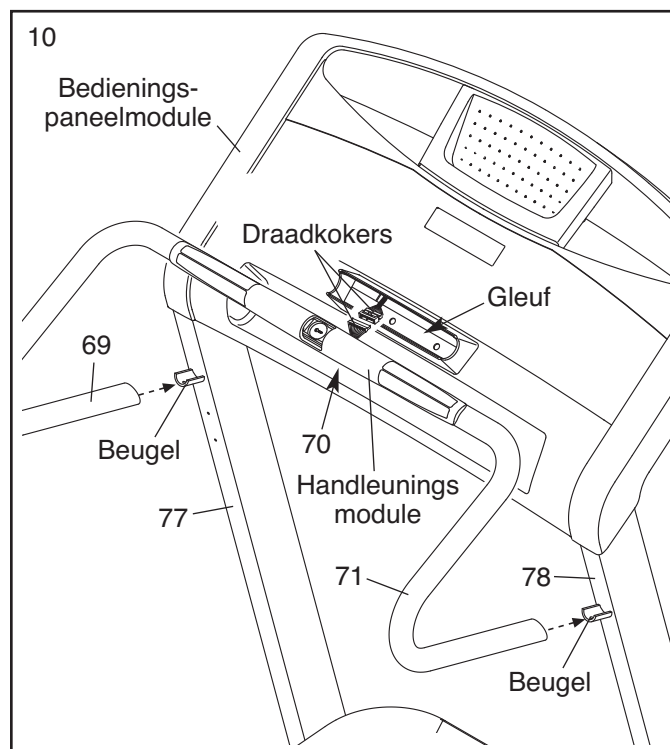 10
Bedienings-
paneelmodule
Draadkokers
Gleuf
69
Beugel
70
Handleunings
module
77
71
78
Beugel